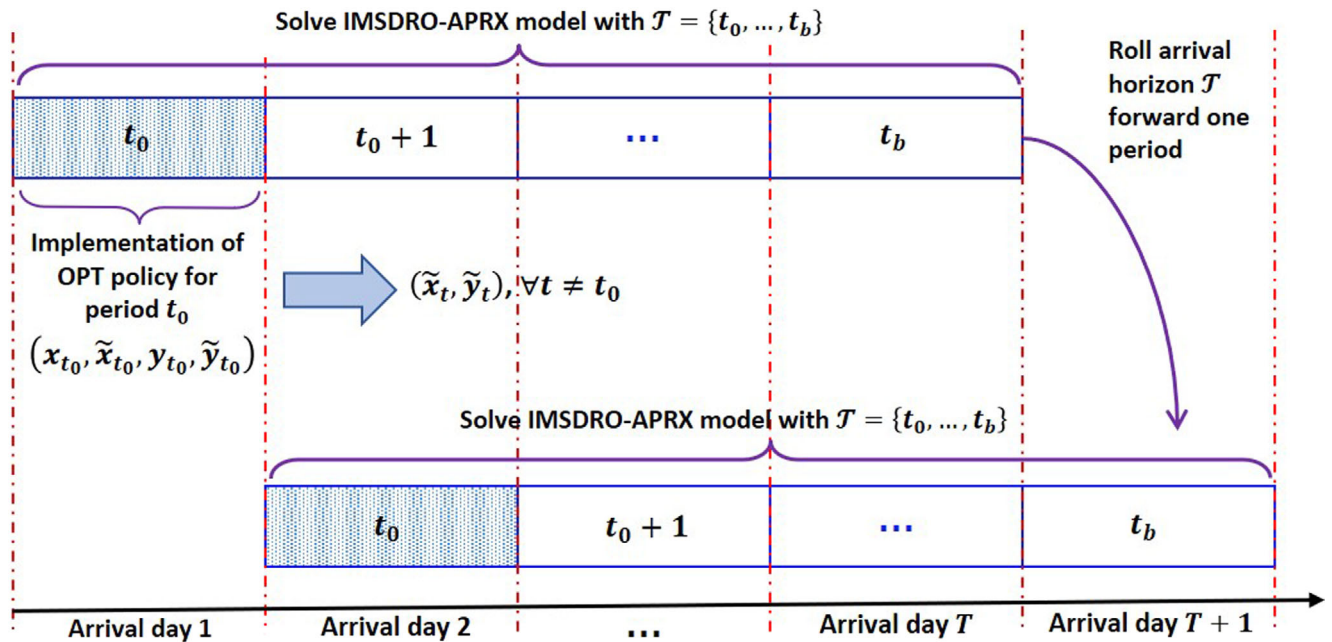 Solve IMSDRO-APRX model with 𝒯 = {t₀, …, t_b}
Roll arrival
horizon 𝒯
forward one
period
t₀
t₀ + 1
…
t_b
Implementation of
OPT policy for
period t₀
(x_{t₀}, x̃_{t₀}, y_{t₀}, ỹ_{t₀})
(x̃_t, ỹ_t), ∀t ≠ t₀
Solve IMSDRO-APRX model with 𝒯 = {t₀, …, t_b}
t₀
t₀ + 1
…
t_b
Arrival day 1
Arrival day 2
…
Arrival day T
Arrival day T + 1